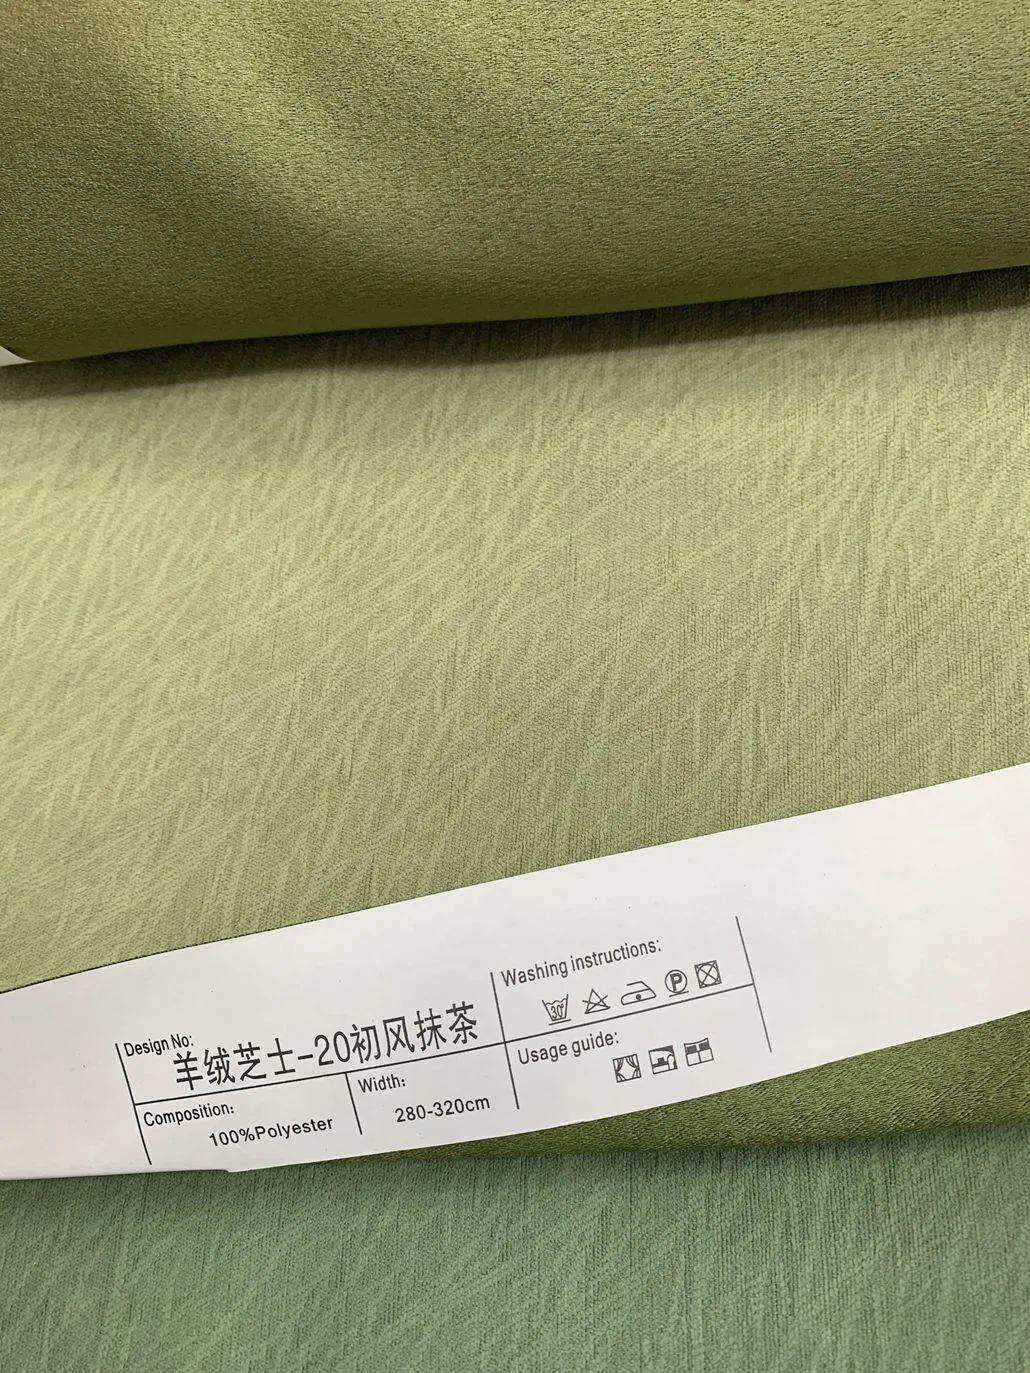 Design No:
羊绒芝士-20初风抹茶
Composition:
100%Polyester
Width:
280-320cm
Washing instructions:
30°
P
Usage guide: